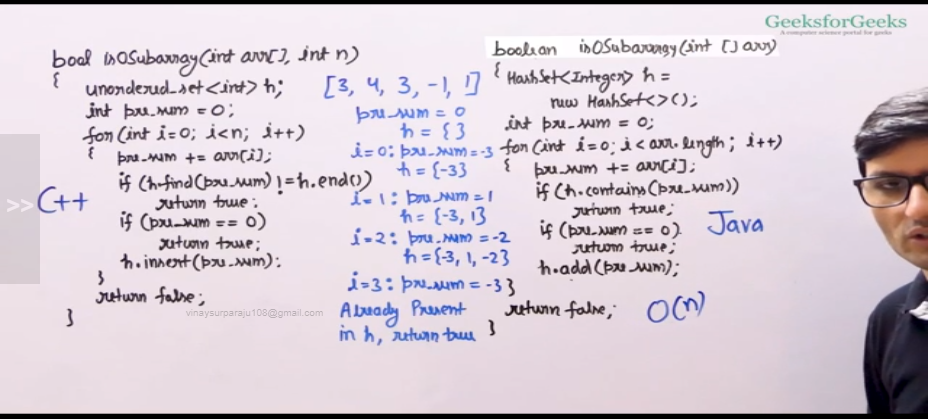 GeeksforGeeks
A computer science portal for geeks
bool is0Subarray(int arr[], int n)
{
unordered_set<int> h;
int pre_sum = 0;
for (int i=0; i<n; i++)
{ pre_sum += arr[i];
if (h.find(pre_sum) != h.end())
return true;
if (pre_sum == 0)
return true;
h.insert(pre_sum);
}
return false;
}
>> C++
[3, 4, 3, -1, 1]
pre_sum = 0
h = { }
i=0: pre_sum = -3
h = {-3}
i=1: pre_sum = 1
h = {-3, 1}
i=2: pre_sum = -2
h = {-3, 1, -2}
i=3: pre_sum = -3
Already Present
in h, return true
boolean is0Subarray(int [] arr)
{ HashSet<Integer> h =
new HashSet<>();
int pre_sum = 0;
for (int i=0; i < arr.length; i++)
{ pre_sum += arr[i];
if (h.contains(pre_sum))
return true;
if (pre_sum == 0)
return true;
h.add(pre_sum);
}
return false;
}
Java
O(n)
vinaysurparaju108@gmail.com